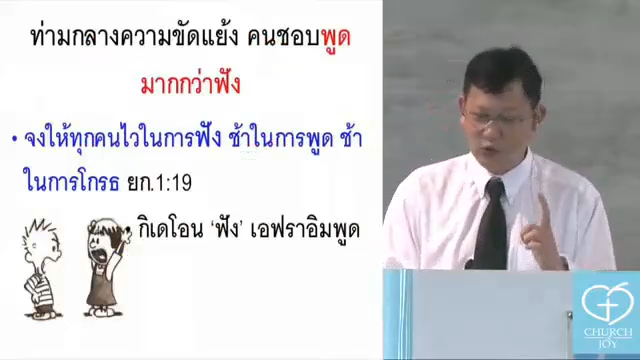 ท่ามกลางความขัดแย้ง คนชอบพูด
มากกว่าฟัง
• จงให้ทุกคนไวในการฟัง ช้าในการพูด ช้า
ในการโกรธ ยก.1:19
กิเดโอน ‘ฟัง’ เอฟราอิมพูด
CHURCH
of
JOY